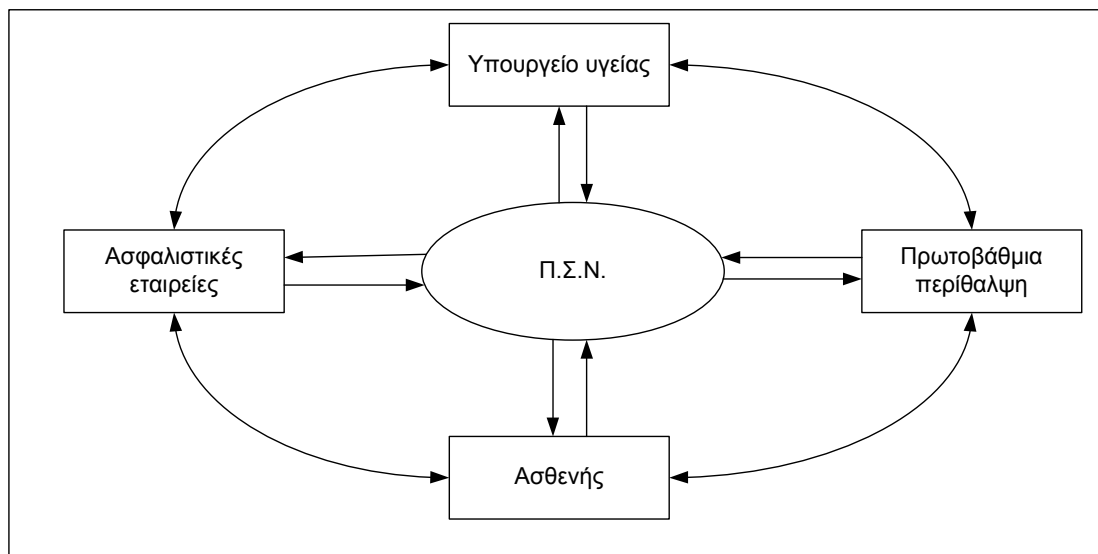 Υπουργείο υγείας
Ασφαλιστικές
εταιρείες
Π.Σ.Ν.
Πρωτοβάθμια
περίθαλψη
Ασθενής